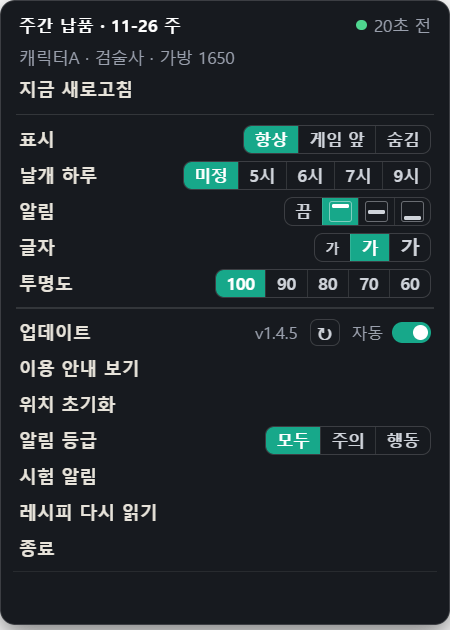 주간 납품 · 11-26 주 20초 전
캐릭터A · 검술사 · 가방 1650
지금 새로고침
표시 항상 게임 앞 숨김
날개 하루 미정 5시 6시 7시 9시
알림 끔
글자 가 가 가
투명도 100 90 80 70 60
업데이트 v1.4.5 ↻ 자동
이용 안내 보기
위치 초기화
알림 등급 모두 주의 행동
시험 알림
레시피 다시 읽기
종료